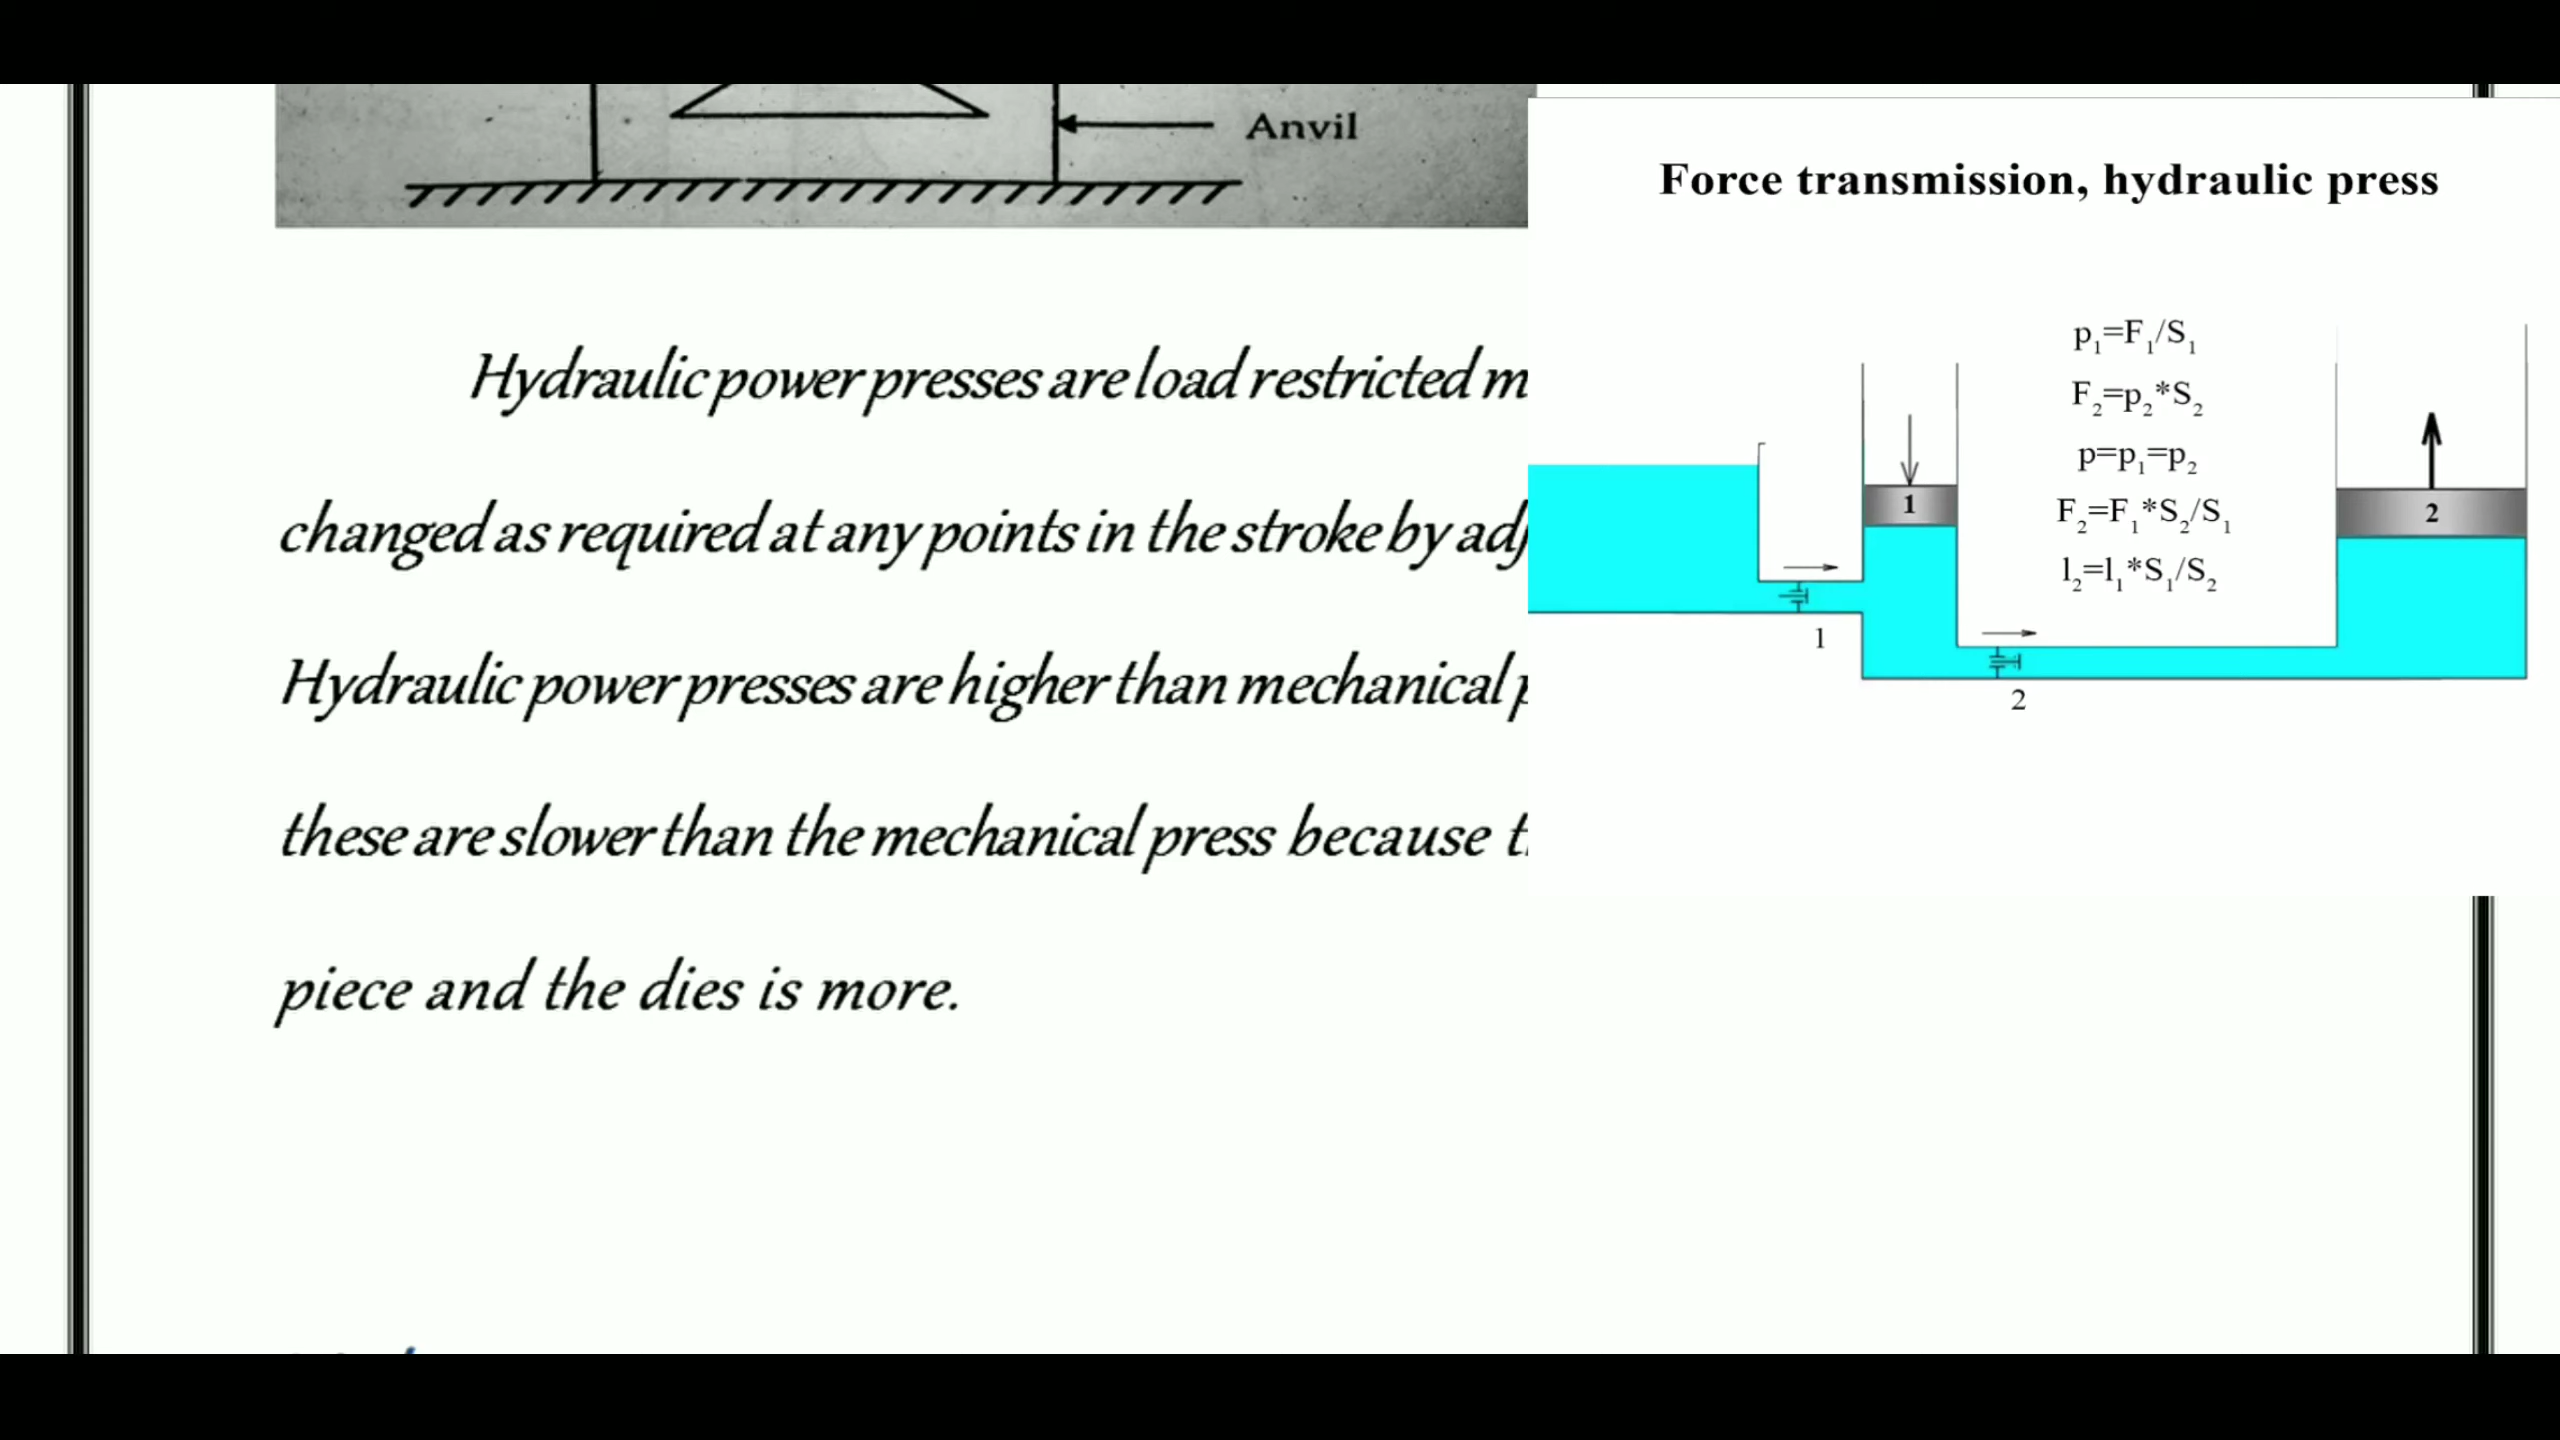 Anvil
Hydraulic power presses are load restricted
changed as required at any points in the stroke by
Hydraulic power presses are higher than mechanical
these are slower than the mechanical press because
piece and the dies is more.
Force transmission, hydraulic press
p₁=F₁/S₁
F₂=p₂*S₂
p=p₁=p₂
F₂=F₁*S₂/S₁
l₂=l₁*S₁/S₂
1
2
1
2